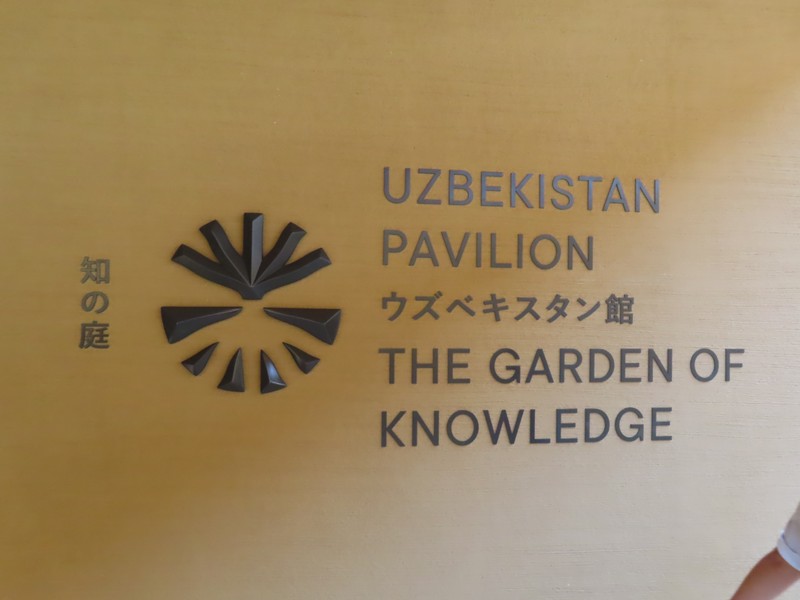 知の庭
UZBEKISTAN
PAVILION
ウズベキスタン館
THE GARDEN OF
KNOWLEDGE